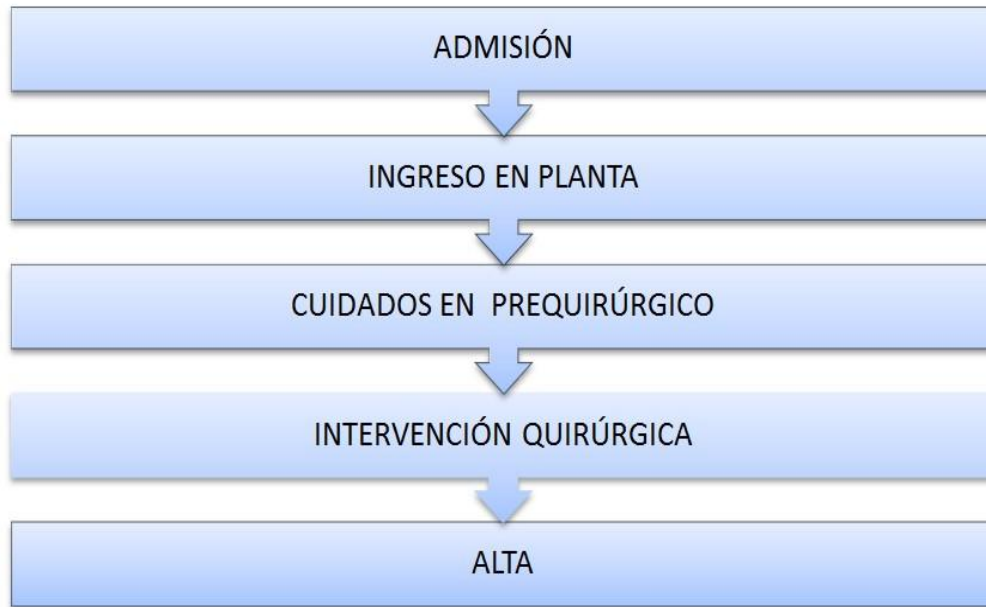 ADMISIÓN
INGRESO EN PLANTA
CUIDADOS EN PREQUIRÚRGICO
INTERVENCIÓN QUIRÚRGICA
ALTA